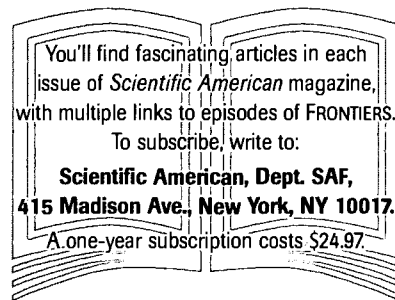 You'll find fascinating articles in each
issue of Scientific American magazine,
with multiple links to episodes of FRONTIERS.
To subscribe, write to:
Scientific American, Dept. SAF,
415 Madison Ave., New York, NY 10017.
A one-year subscription costs $24.97.